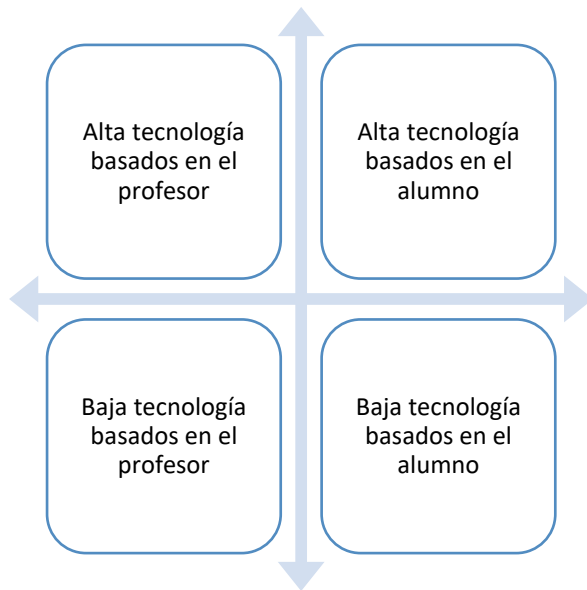 Alta tecnología
basados en el
profesor
Alta tecnología
basados en el
alumno
Baja tecnología
basados en el
profesor
Baja tecnología
basados en el
alumno